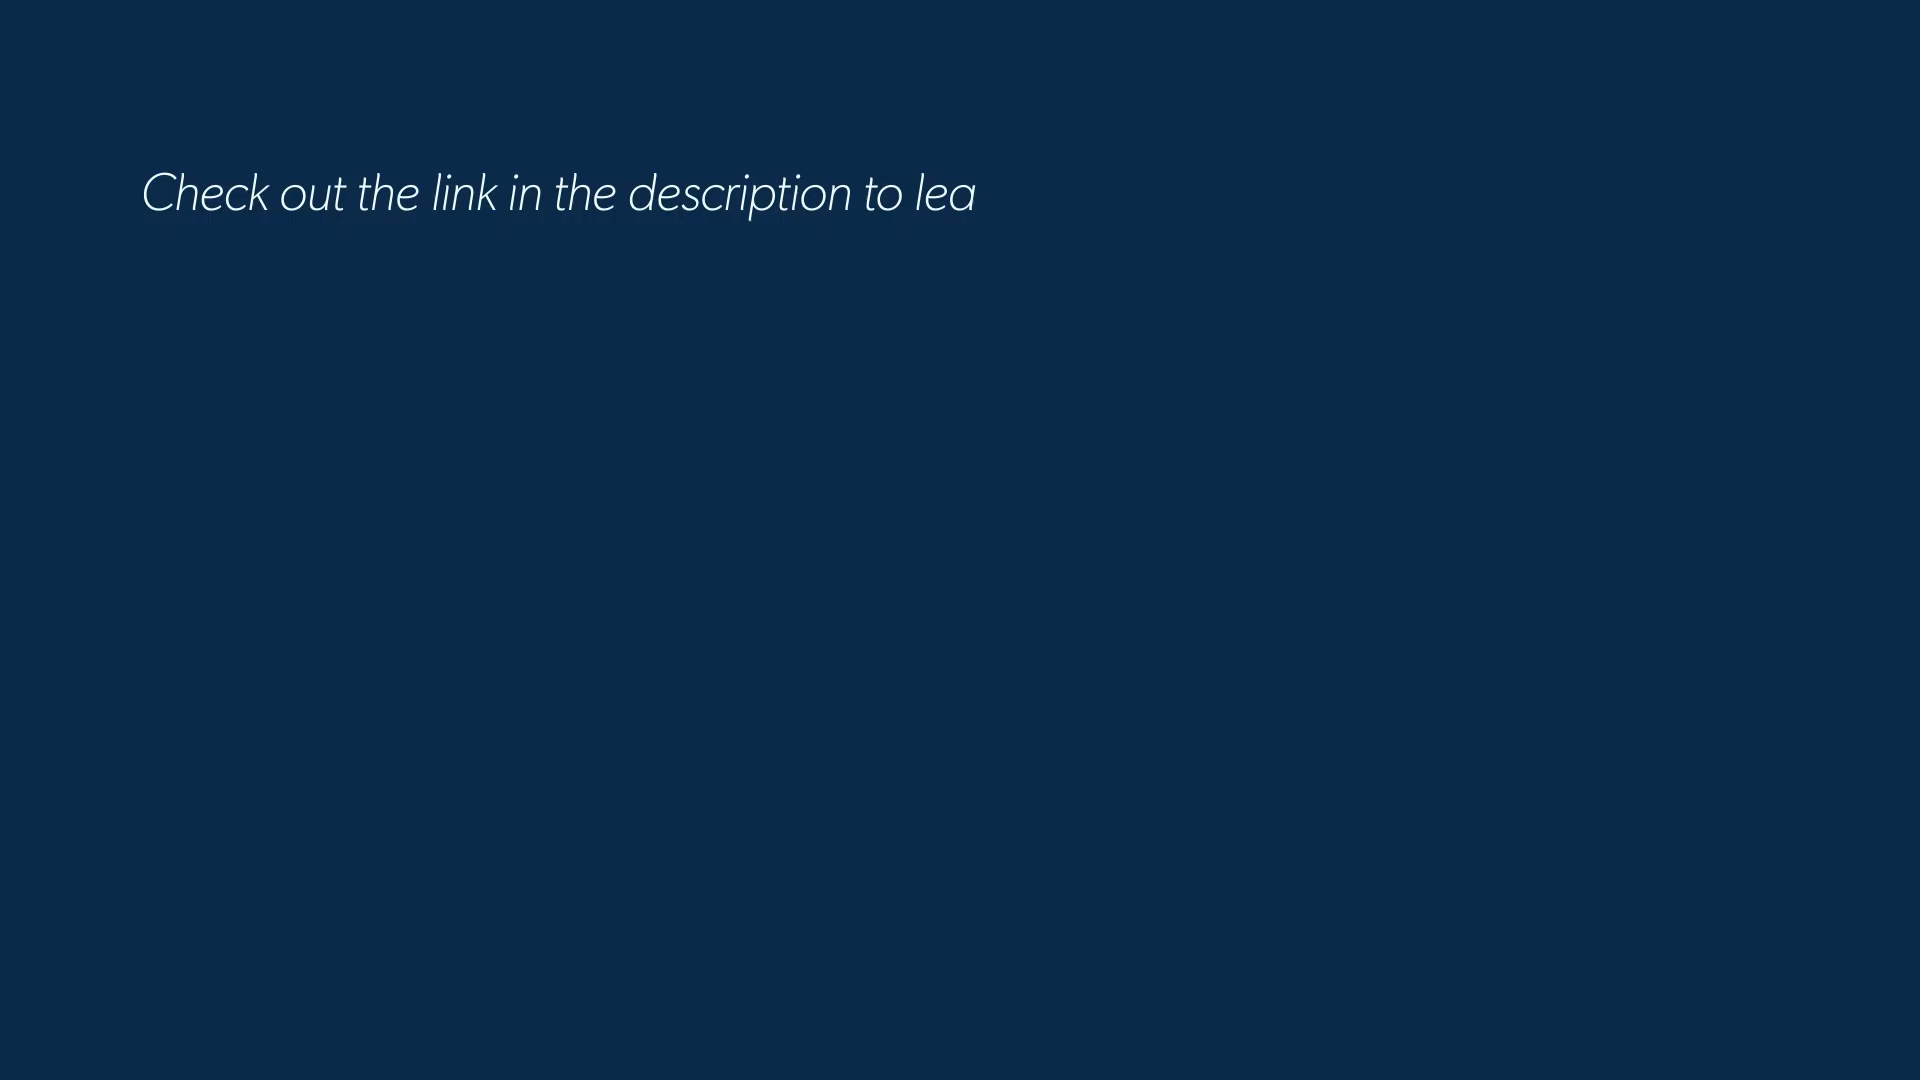 Check out the link in the description to lea